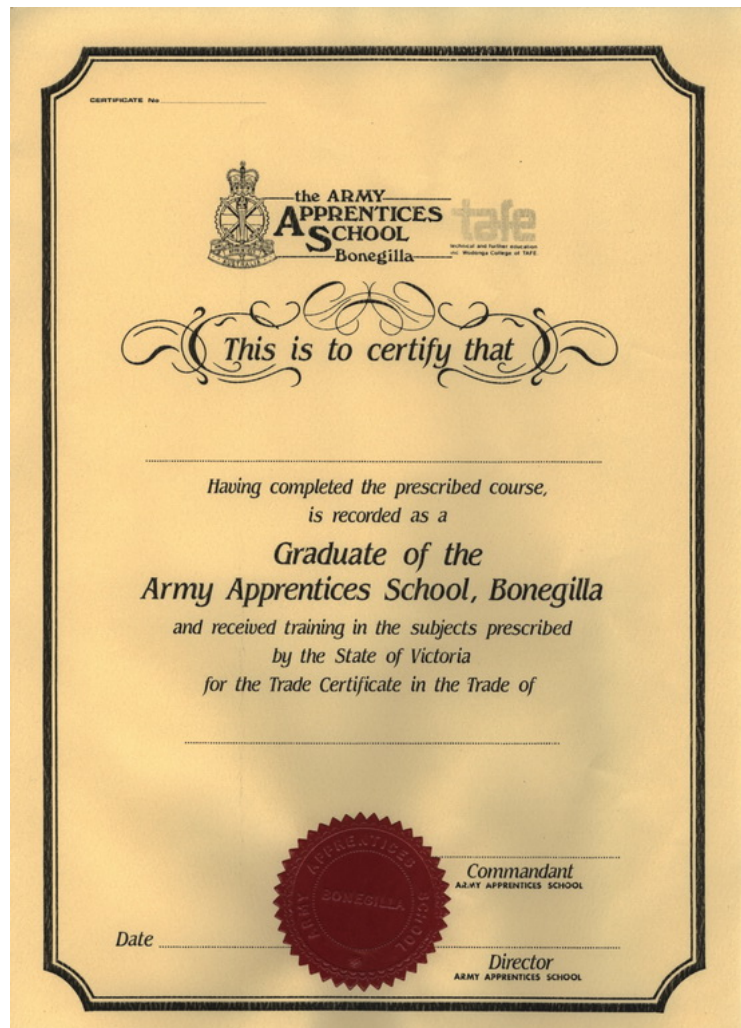 CERTIFICATE No
the ARMY
APPRENTICES
SCHOOL
Bonegilla
tafe
technical and further education
inc Wodonga College of TAFE
AUSTRALIA
This is to certify that
Having completed the prescribed course,
is recorded as a
Graduate of the
Army Apprentices School, Bonegilla
and received training in the subjects prescribed
by the State of Victoria
for the Trade Certificate in the Trade of
ARMY APPRENTICES SCHOOL
BONEGILLA
Commandant
ARMY APPRENTICES SCHOOL
Date
Director
ARMY APPRENTICES SCHOOL